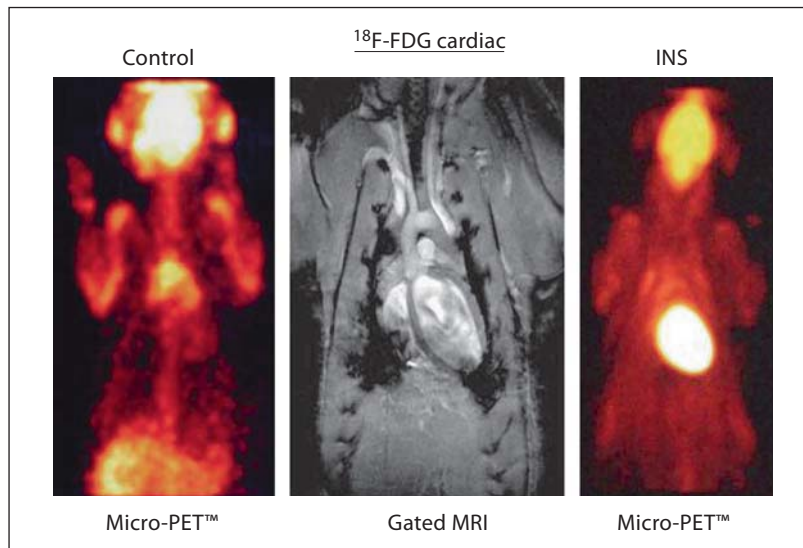 ¹⁸F-FDG cardiac
Control
INS
Micro-PET™
Gated MRI
Micro-PET™